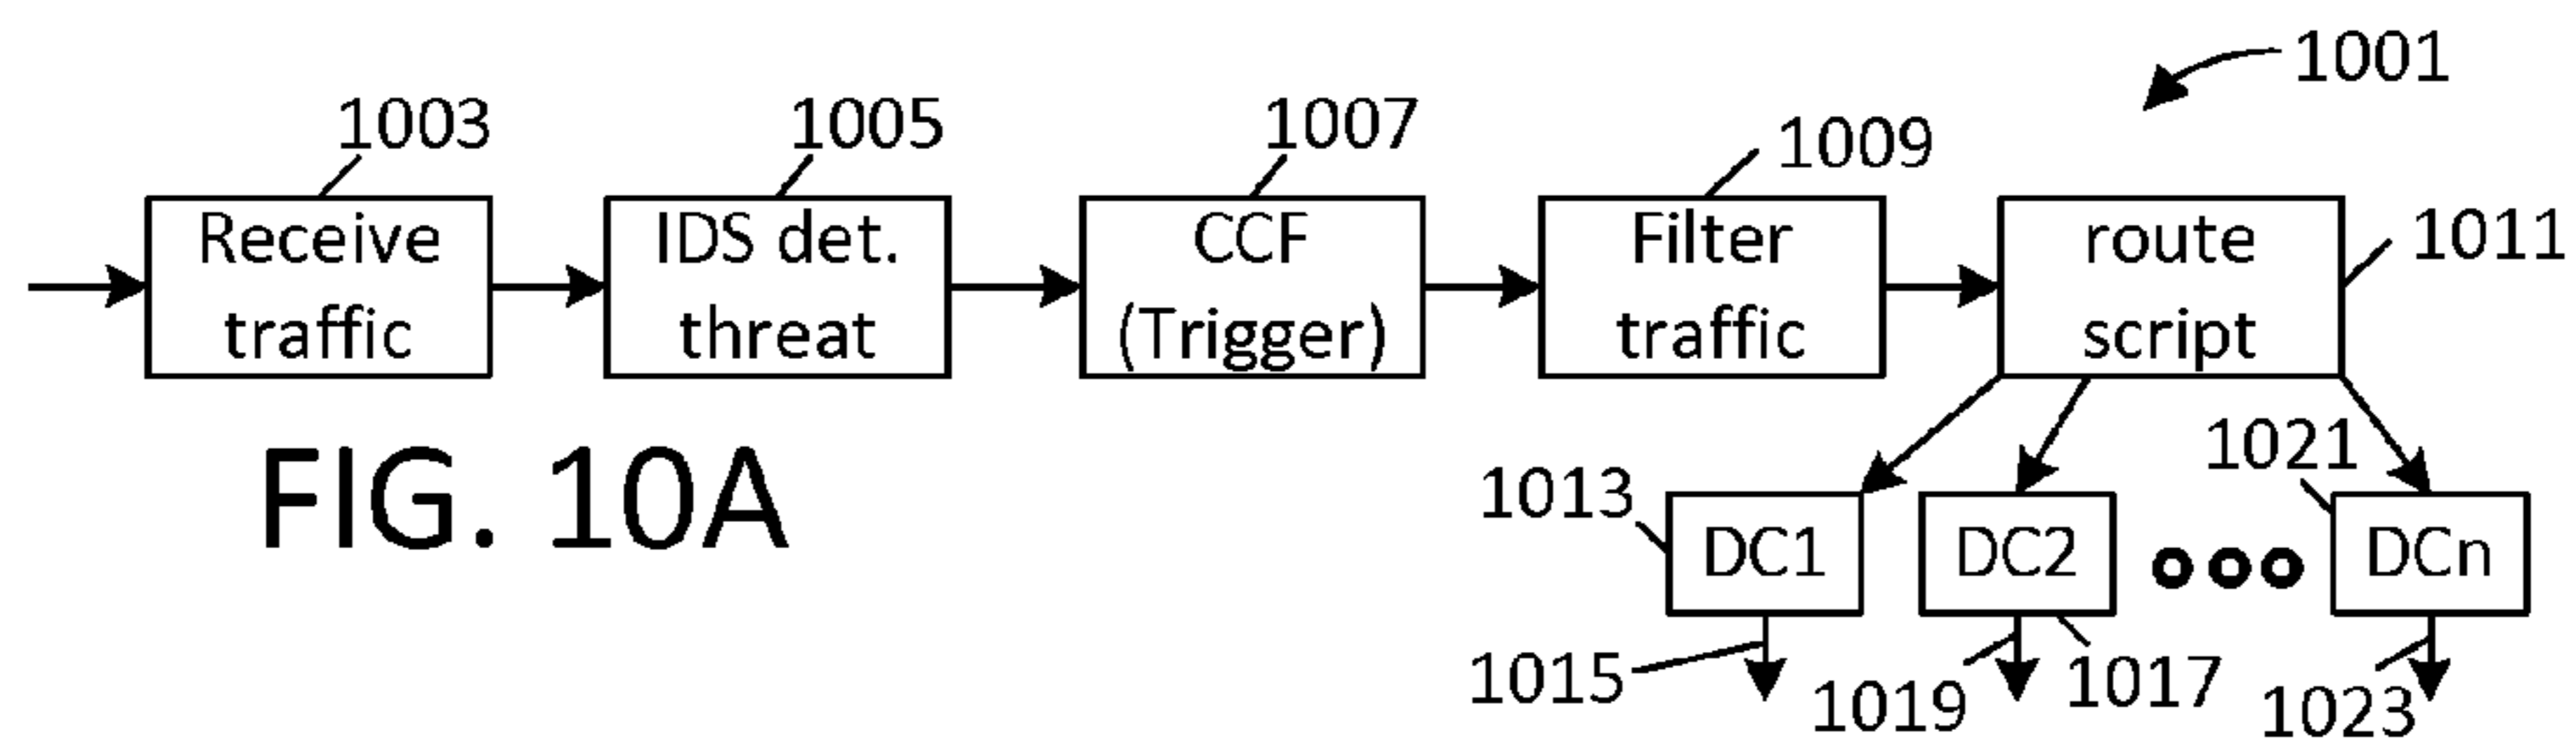 1001
1003
1005
1007
1009
Receive
traffic
IDS det.
threat
CCF
(Trigger)
Filter
traffic
route
script
1011
FIG. 10A
1013
DC1
DC2
1021
DCn
1015
1019
1017
1023